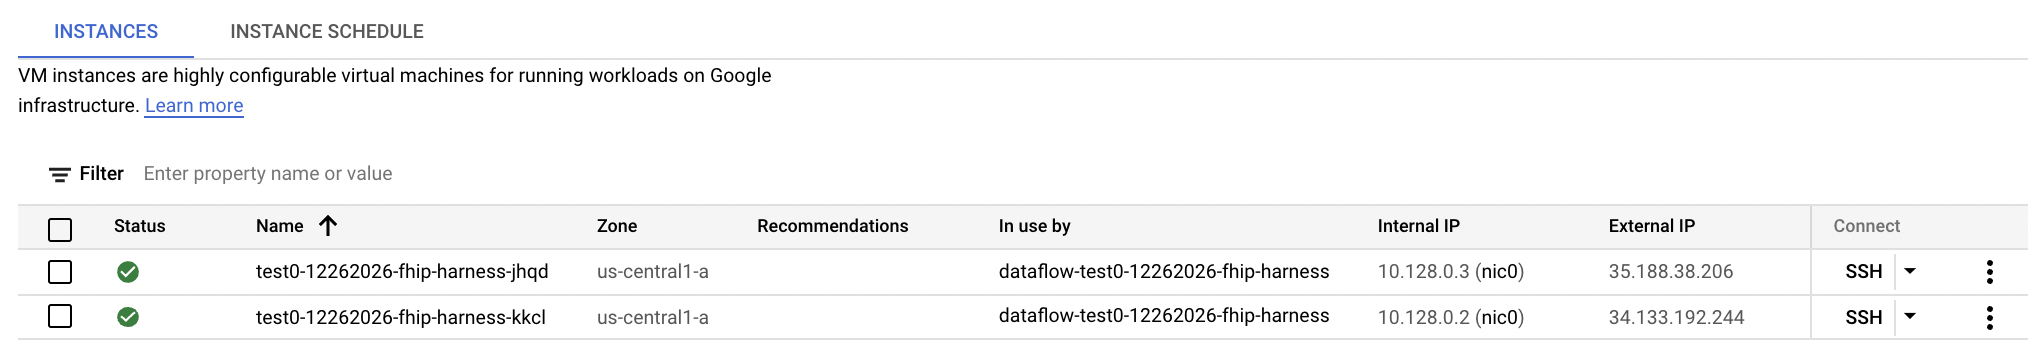 INSTANCES INSTANCE SCHEDULE
VM instances are highly configurable virtual machines for running workloads on Google
infrastructure. Learn more
Filter Enter property name or value
Status Name Zone Recommendations In use by Internal IP External IP Connect
test0-12262026-fhip-harness-jhqd us-central1-a dataflow-test0-12262026-fhip-harness 10.128.0.3 (nic0) 35.188.38.206 SSH
test0-12262026-fhip-harness-kkcl us-central1-a dataflow-test0-12262026-fhip-harness 10.128.0.2 (nic0) 34.133.192.244 SSH